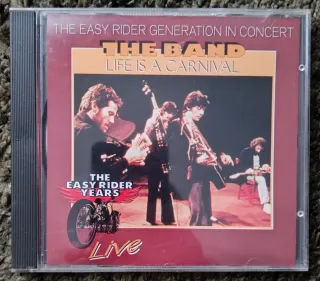 THE EASY RIDER GENERATION IN CONCERT
THE BAND
LIFE IS A CARNIVAL
THE
EASY RIDER
YEARS
Live